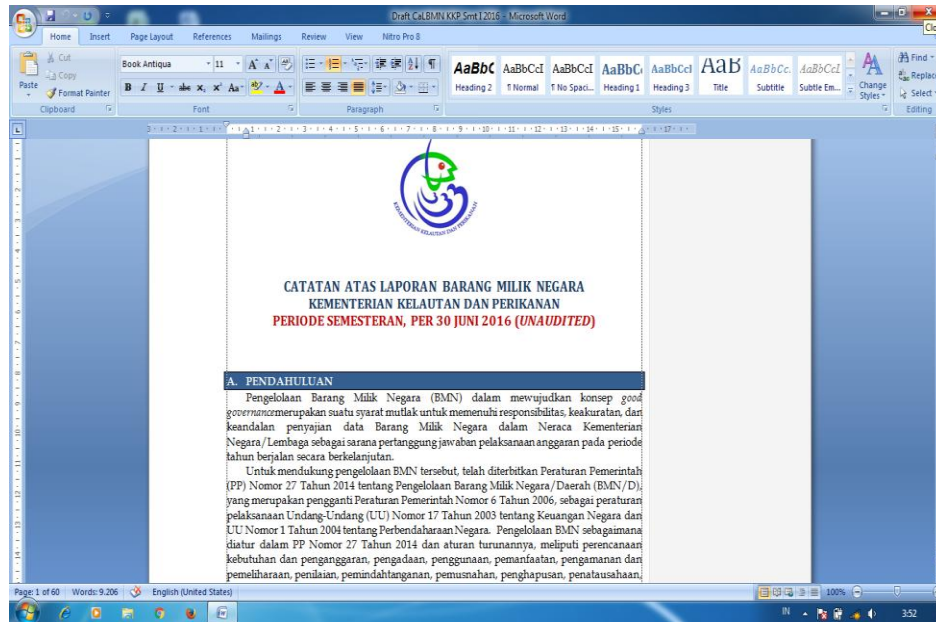 Draft CaLBMN KKP Smt I 2016 - Microsoft Word
Clo
Home Insert Page Layout References Mailings Review View Nitro Pro 8
Paste
Cut
Copy
Format Painter
Clipboard
Book Antiqua 11
Font
Paragraph
AaBbC AaBbCcI AaBbCcI AaBbC AaBbCcI AaB AaBbCc. AaBbCcI
Heading 2 ¶ Normal ¶ No Spaci... Heading 1 Heading 3 Title Subtitle Subtle Em...
Change Styles
Styles
Find
Replac
Select
Editing
KEMENTERIAN KELAUTAN DAN PERIKANAN
CATATAN ATAS LAPORAN BARANG MILIK NEGARA
KEMENTERIAN KELAUTAN DAN PERIKANAN
PERIODE SEMESTERAN, PER 30 JUNI 2016 (UNAUDITED)
A. PENDAHULUAN
Pengelolaan Barang Milik Negara (BMN) dalam mewujudkan konsep good
governancemerupakan suatu syarat mutlak untuk memenuhi responsibilitas, keakuratan, dan
keandalan penyajian data Barang Milik Negara dalam Neraca Kementerian
Negara/Lembaga sebagai sarana pertanggung jawaban pelaksanaan anggaran pada periode
tahun berjalan secara berkelanjutan.
Untuk mendukung pengelolaan BMN tersebut, telah diterbitkan Peraturan Pemerintah
(PP) Nomor 27 Tahun 2014 tentang Pengelolaan Barang Milik Negara/Daerah (BMN/D),
yang merupakan pengganti Peraturan Pemerintah Nomor 6 Tahun 2006, sebagai peraturan
pelaksanaan Undang-Undang (UU) Nomor 17 Tahun 2003 tentang Keuangan Negara dan
UU Nomor 1 Tahun 2004 tentang Perbendaharaan Negara. Pengelolaan BMN sebagaimana
diatur dalam PP Nomor 27 Tahun 2014 dan aturan turunannya, meliputi perencanaan
kebutuhan dan penganggaran, pengadaan, penggunaan, pemanfaatan, pengamanan dan
pemeliharaan, penilaian, pemindahtanganan, pemusnahan, penghapusan, penatausahaan,
Page: 1 of 60 Words: 9.206 English (United States) 100%
IN 3:52